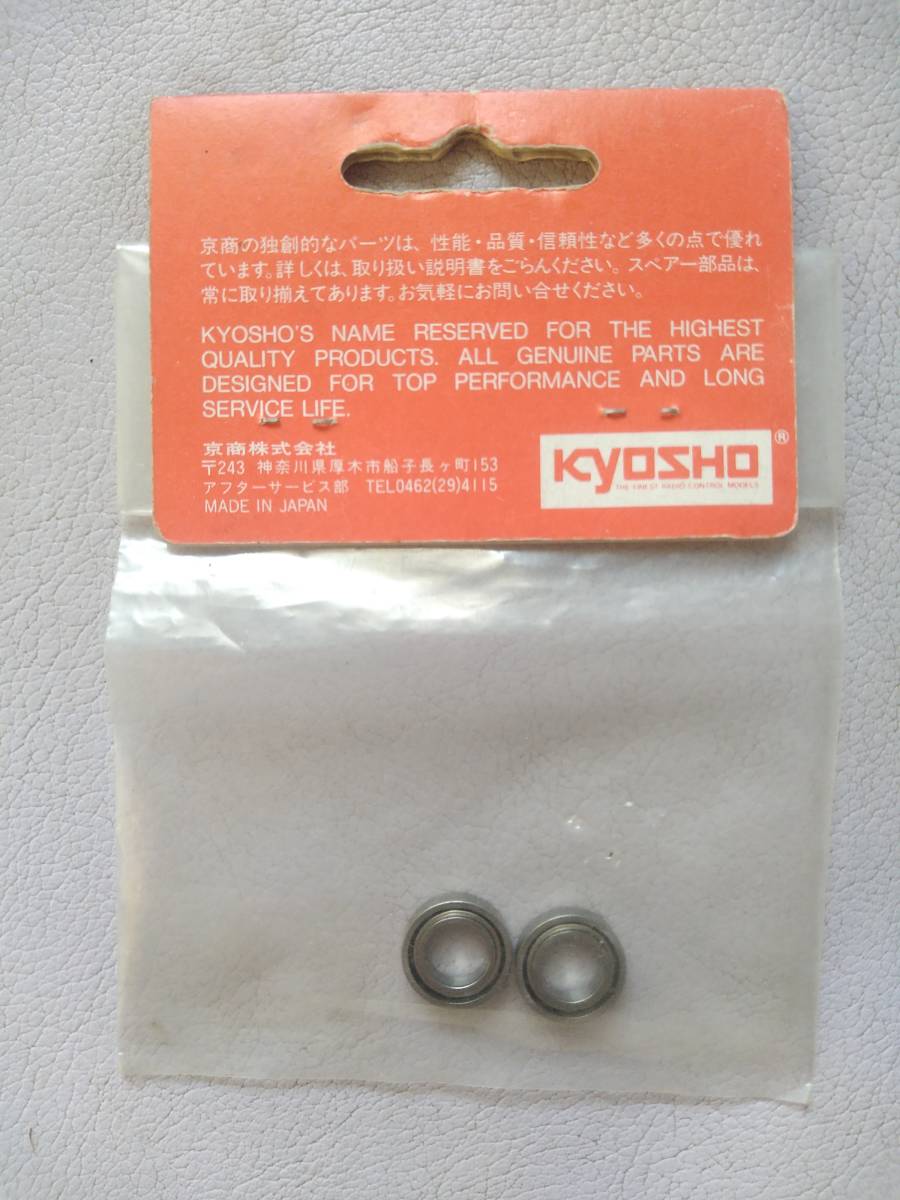 京商の独創的なパーツは、性能・品質・信頼性など多くの点で優れ
ています。詳しくは、取り扱い説明書をごらんください。スペアー部品は、
常に取り揃えてあります。お気軽にお問い合せください。
KYOSHO'S NAME RESERVED FOR THE HIGHEST
QUALITY PRODUCTS. ALL GENUINE PARTS ARE
DESIGNED FOR TOP PERFORMANCE AND LONG
SERVICE LIFE.
京商株式会社
〒243 神奈川県厚木市船子長ヶ町153
アフターサービス部 TEL0462(29)4115
MADE IN JAPAN
KYOSHO®
THE FINEST RADIO CONTROL MODELS